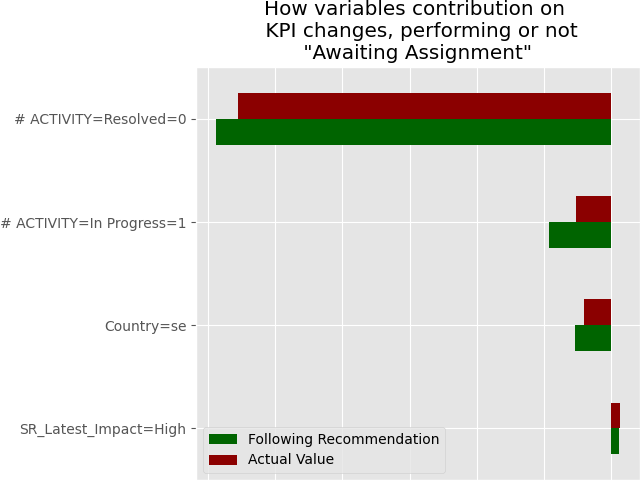 How variables contribution on
KPI changes, performing or not
"Awaiting Assignment"
# ACTIVITY=Resolved=0
# ACTIVITY=In Progress=1
Country=se
SR_Latest_Impact=High
Following Recommendation
Actual Value